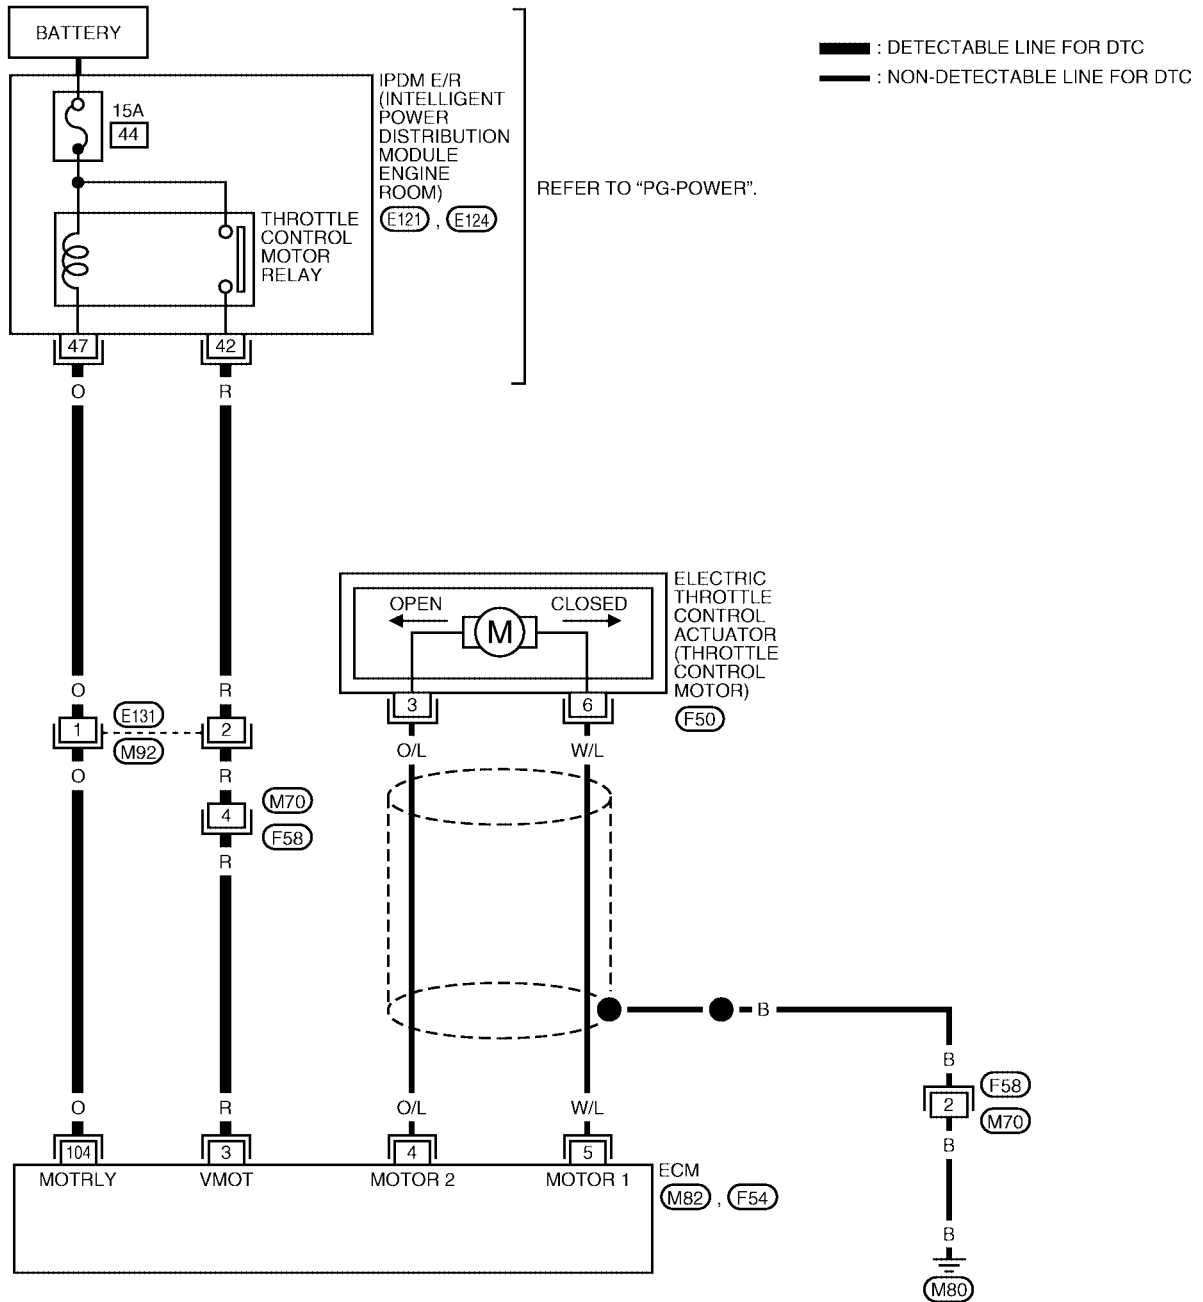 BATTERY
: DETECTABLE LINE FOR DTC
: NON-DETECTABLE LINE FOR DTC
15A
44
IPDM E/R
(INTELLIGENT
POWER
DISTRIBUTION
MODULE
ENGINE
ROOM)
E121 , E124
REFER TO “PG-POWER”.
THROTTLE
CONTROL
MOTOR
RELAY
47 42
O R
ELECTRIC
THROTTLE
CONTROL
ACTUATOR
(THROTTLE
CONTROL
MOTOR)
F50
OPEN CLOSED
M
3 6
O/L W/L
O R
1 E131 2
M92
O R
4 M70
F58
R
B
B
2 F58
M70
B
B
M80
O R O/L W/L
104 3 4 5
MOTRLY VMOT MOTOR 2 MOTOR 1
ECM
M82 , F54